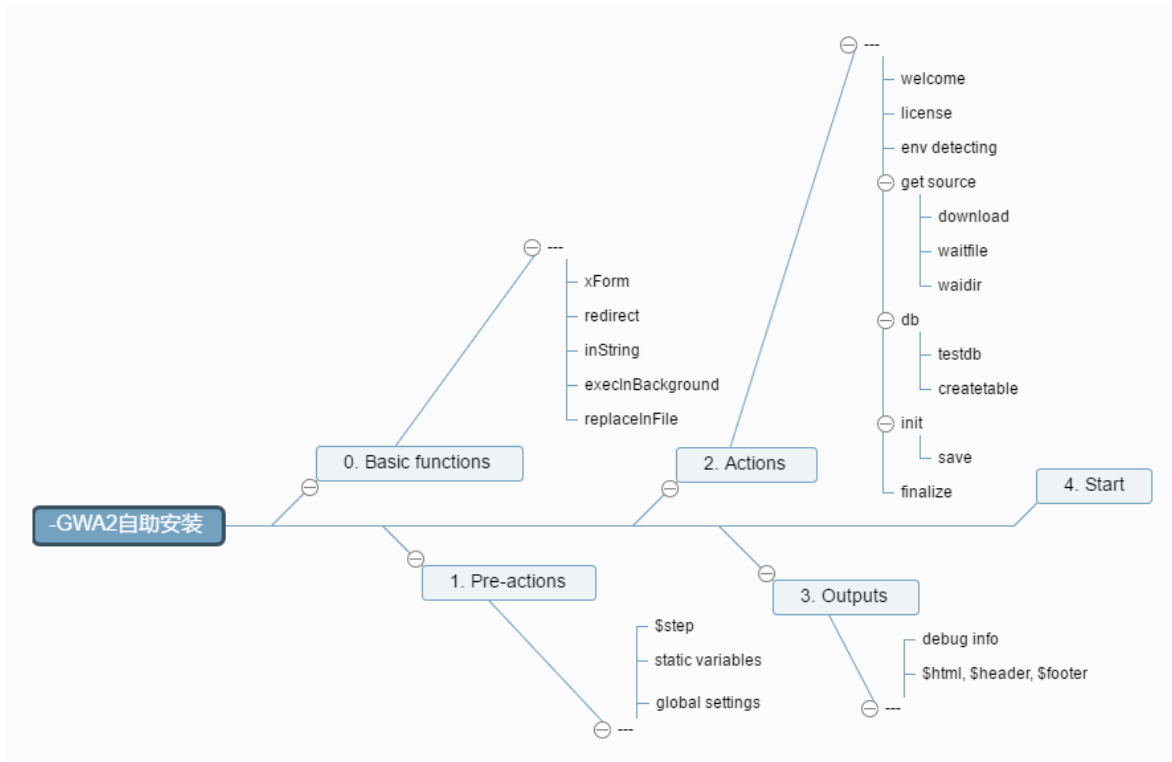 -GWA2自助安装
0. Basic functions
---
xForm
redirect
inString
execInBackground
replaceInFile
1. Pre-actions
$step
static variables
global settings
---
2. Actions
---
welcome
license
env detecting
get source
download
waitfile
waidir
db
testdb
createtable
init
save
finalize
3. Outputs
debug info
$html, $header, $footer
---
4. Start